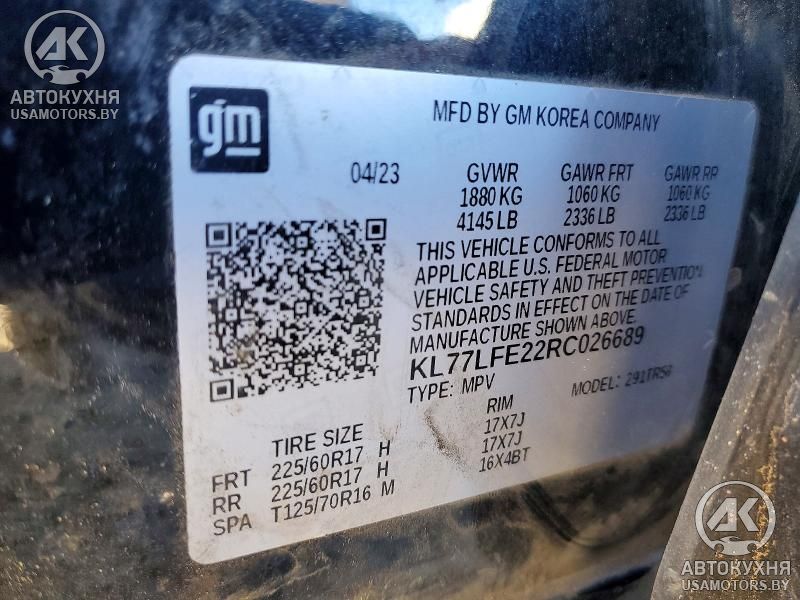 AK
АВТОКУХНЯ
USAMOTORS.BY
gm
MFD BY GM KOREA COMPANY
04/23 GVWR GAWR FRT GAWR RR
1880 KG 1060 KG 1060 KG
4145 LB 2336 LB 2336 LB
THIS VEHICLE CONFORMS TO ALL
APPLICABLE U.S. FEDERAL MOTOR
VEHICLE SAFETY AND THEFT PREVENTION
STANDARDS IN EFFECT ON THE DATE OF
MANUFACTURE SHOWN ABOVE.
KL77LFE22RC026689
TYPE: MPV MODEL: 291TR56
TIRE SIZE RIM
FRT 225/60R17 H 17X7J
RR 225/60R17 H 17X7J
SPA T125/70R16 M 16X4BT
AK
АВТОКУХНЯ
USAMOTORS.BY